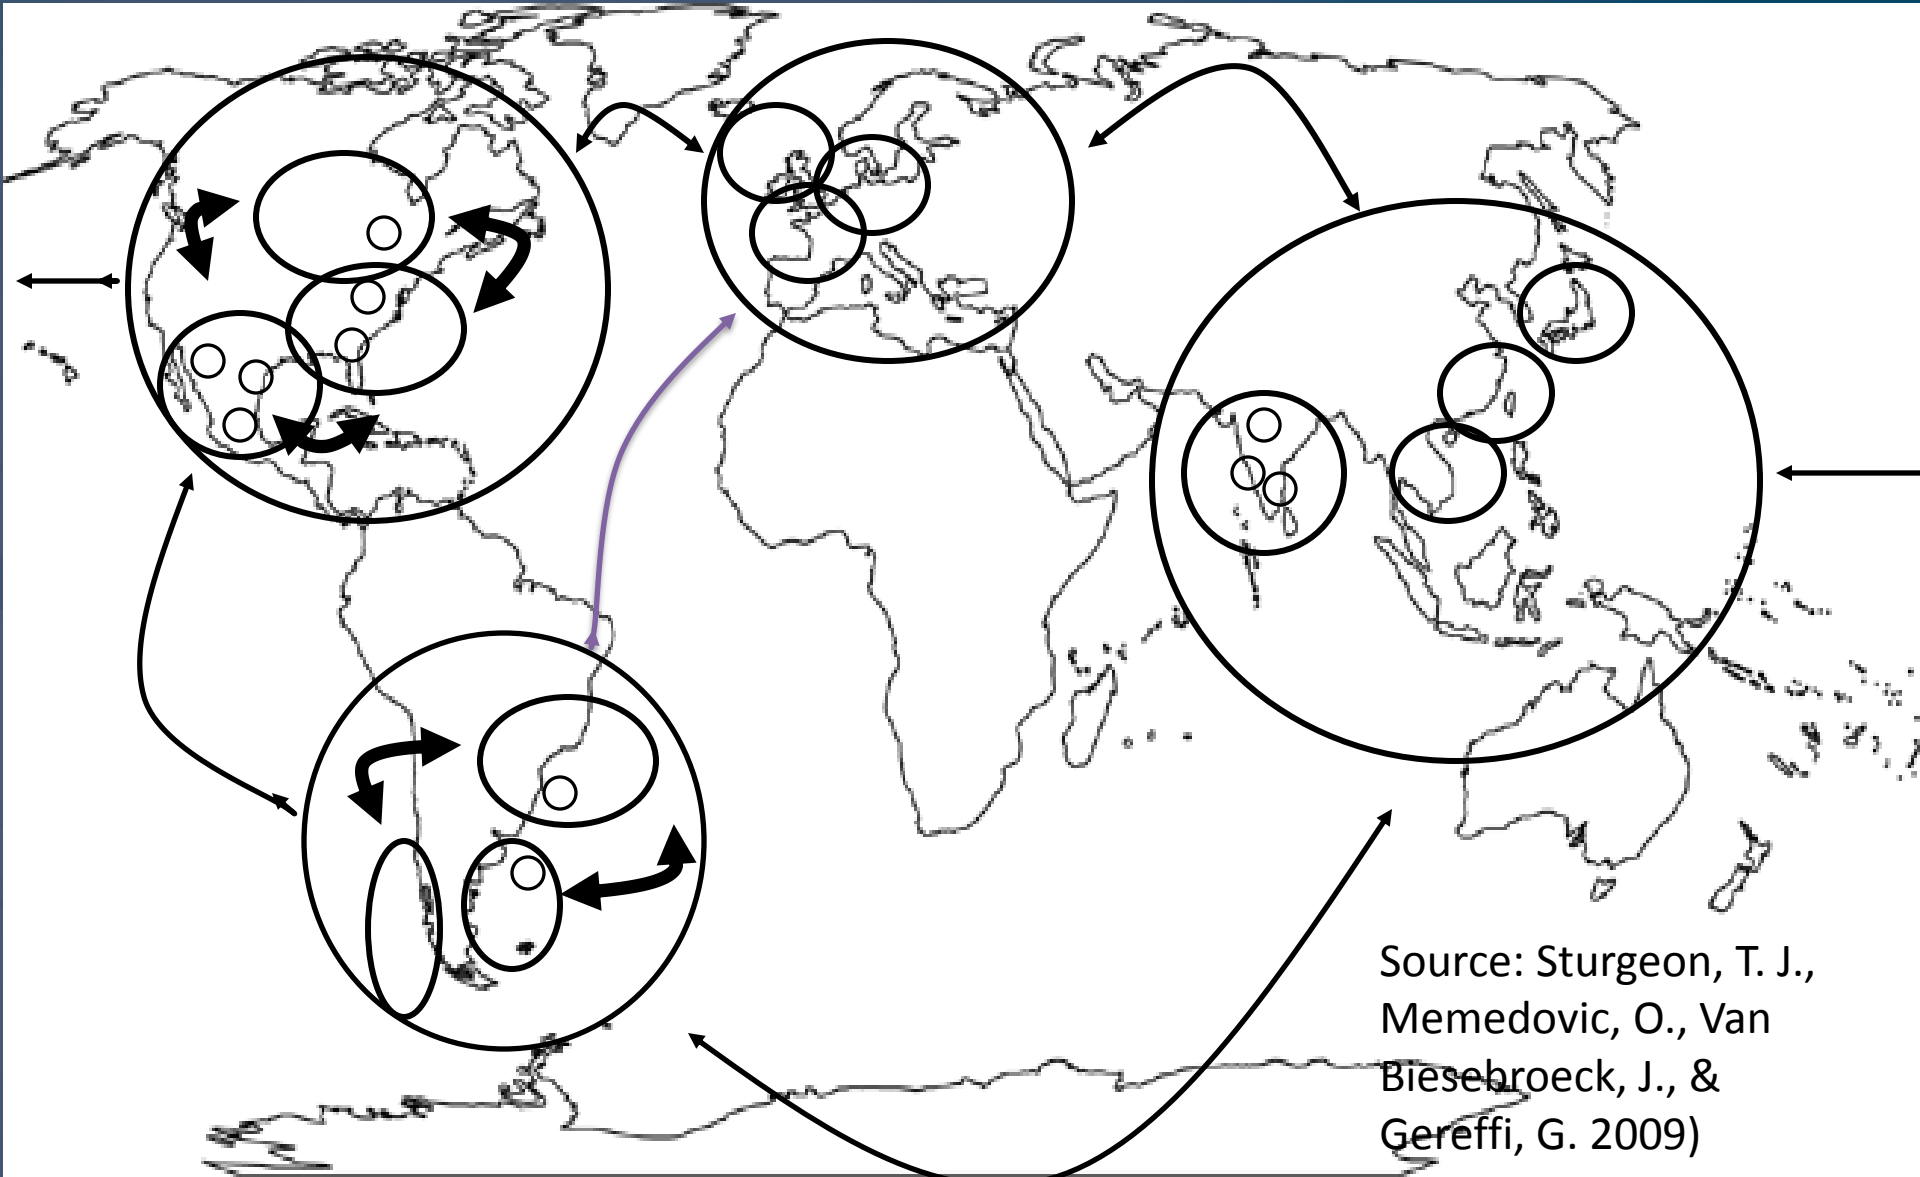 Source: Sturgeon, T. J.,
Memedovic, O., Van
Biesebroeck, J., &
Gereffi, G. 2009)